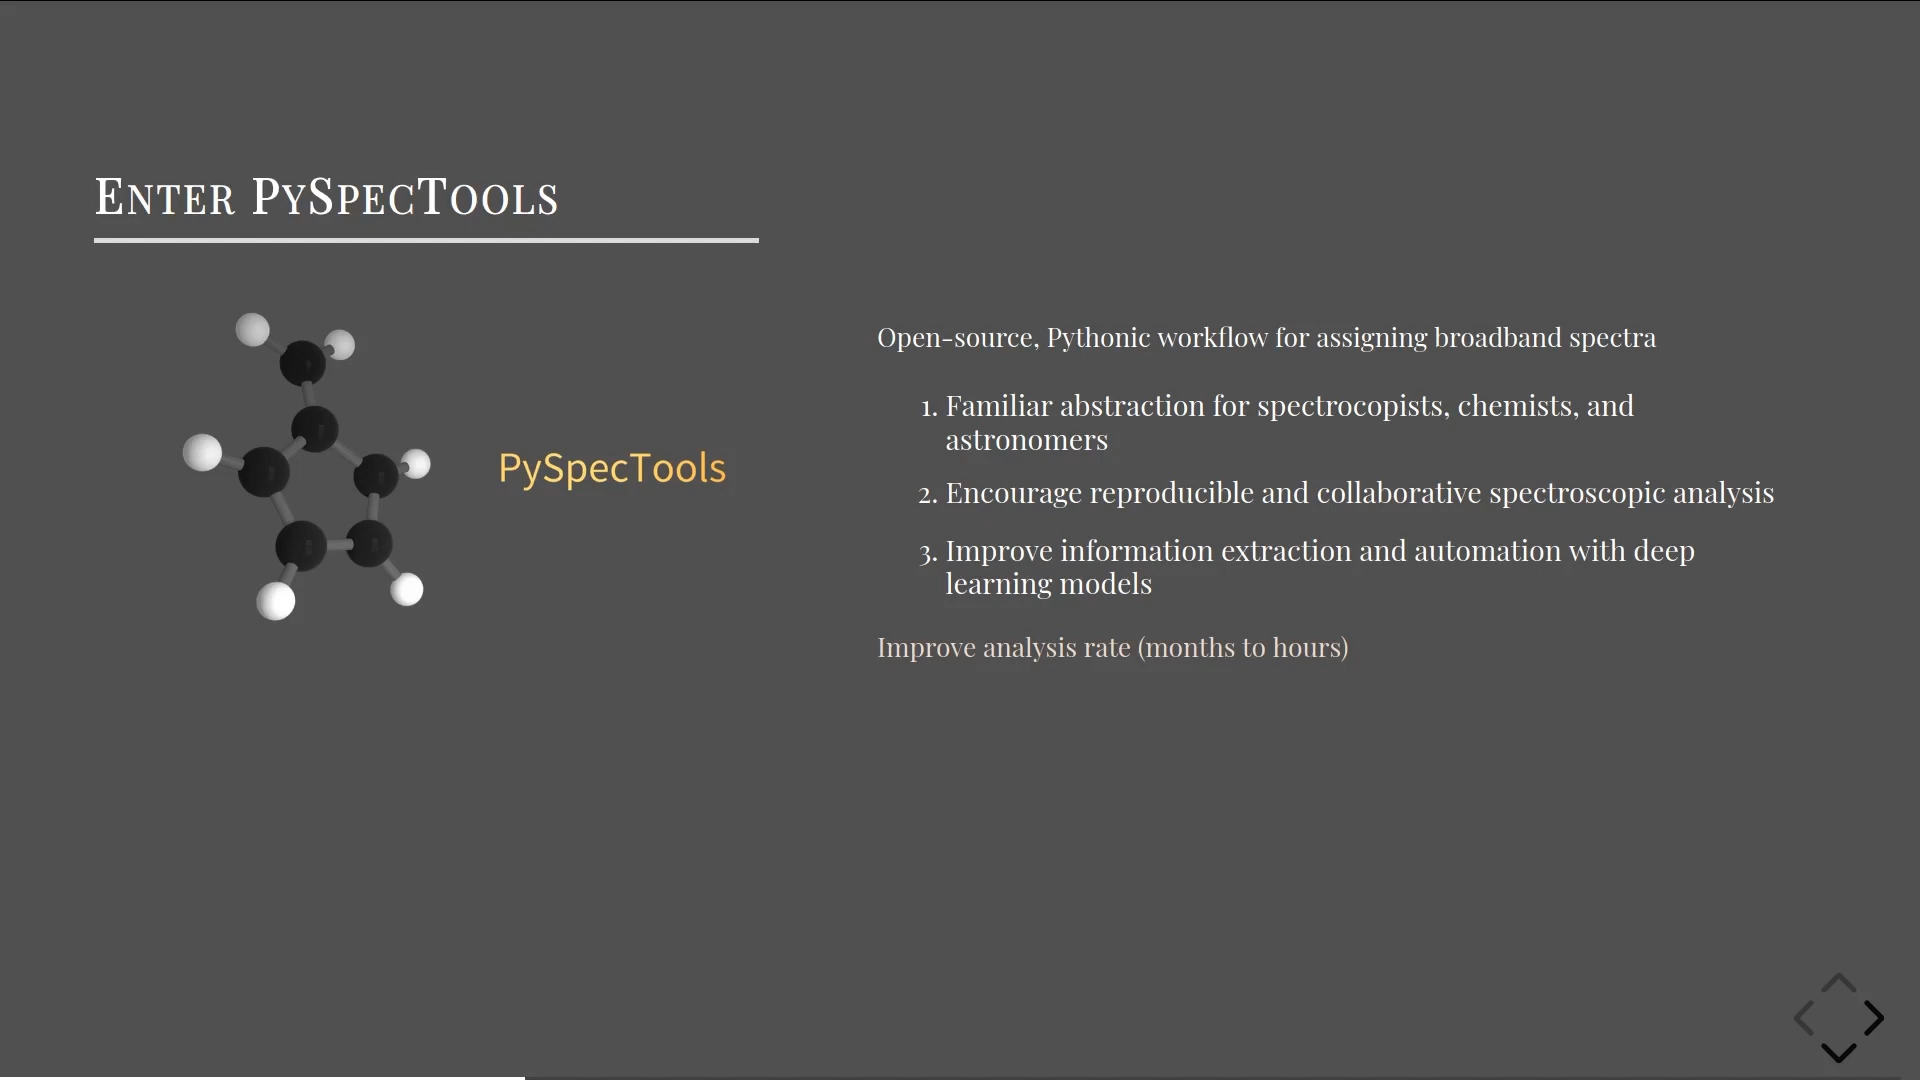 Enter PySpecTools
PySpecTools
Open-source, Pythonic workflow for assigning broadband spectra
1. Familiar abstraction for spectrocopists, chemists, and
astronomers
2. Encourage reproducible and collaborative spectroscopic analysis
3. Improve information extraction and automation with deep
learning models
Improve analysis rate (months to hours)